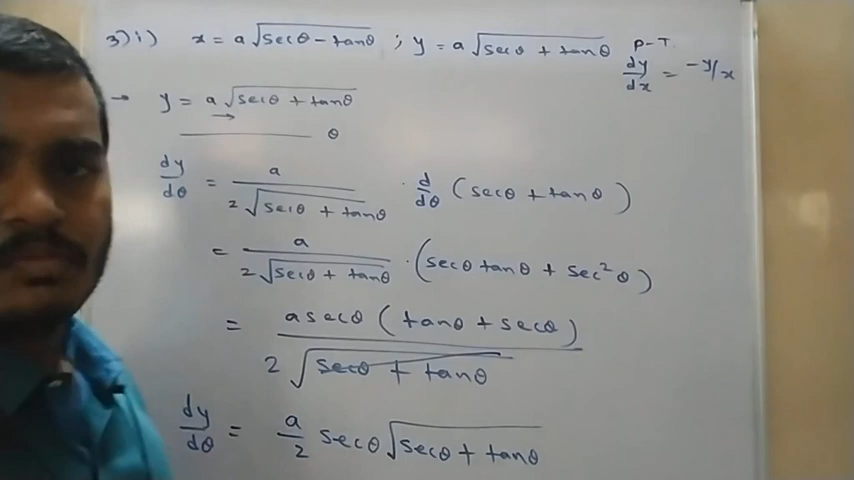 3) i) x = a √(secθ - tanθ) ; y = a √(secθ + tanθ) P-T. dy/dx = -y/x
→ y = a √(secθ + tanθ)
θ
dy/dθ = a / 2√(secθ + tanθ) · d/dθ (secθ + tanθ)
= a / 2√(secθ + tanθ) · (secθ tanθ + sec²θ)
= a secθ (tanθ + secθ) / 2√(secθ + tanθ)
dy/dθ = a/2 secθ √(secθ + tanθ)